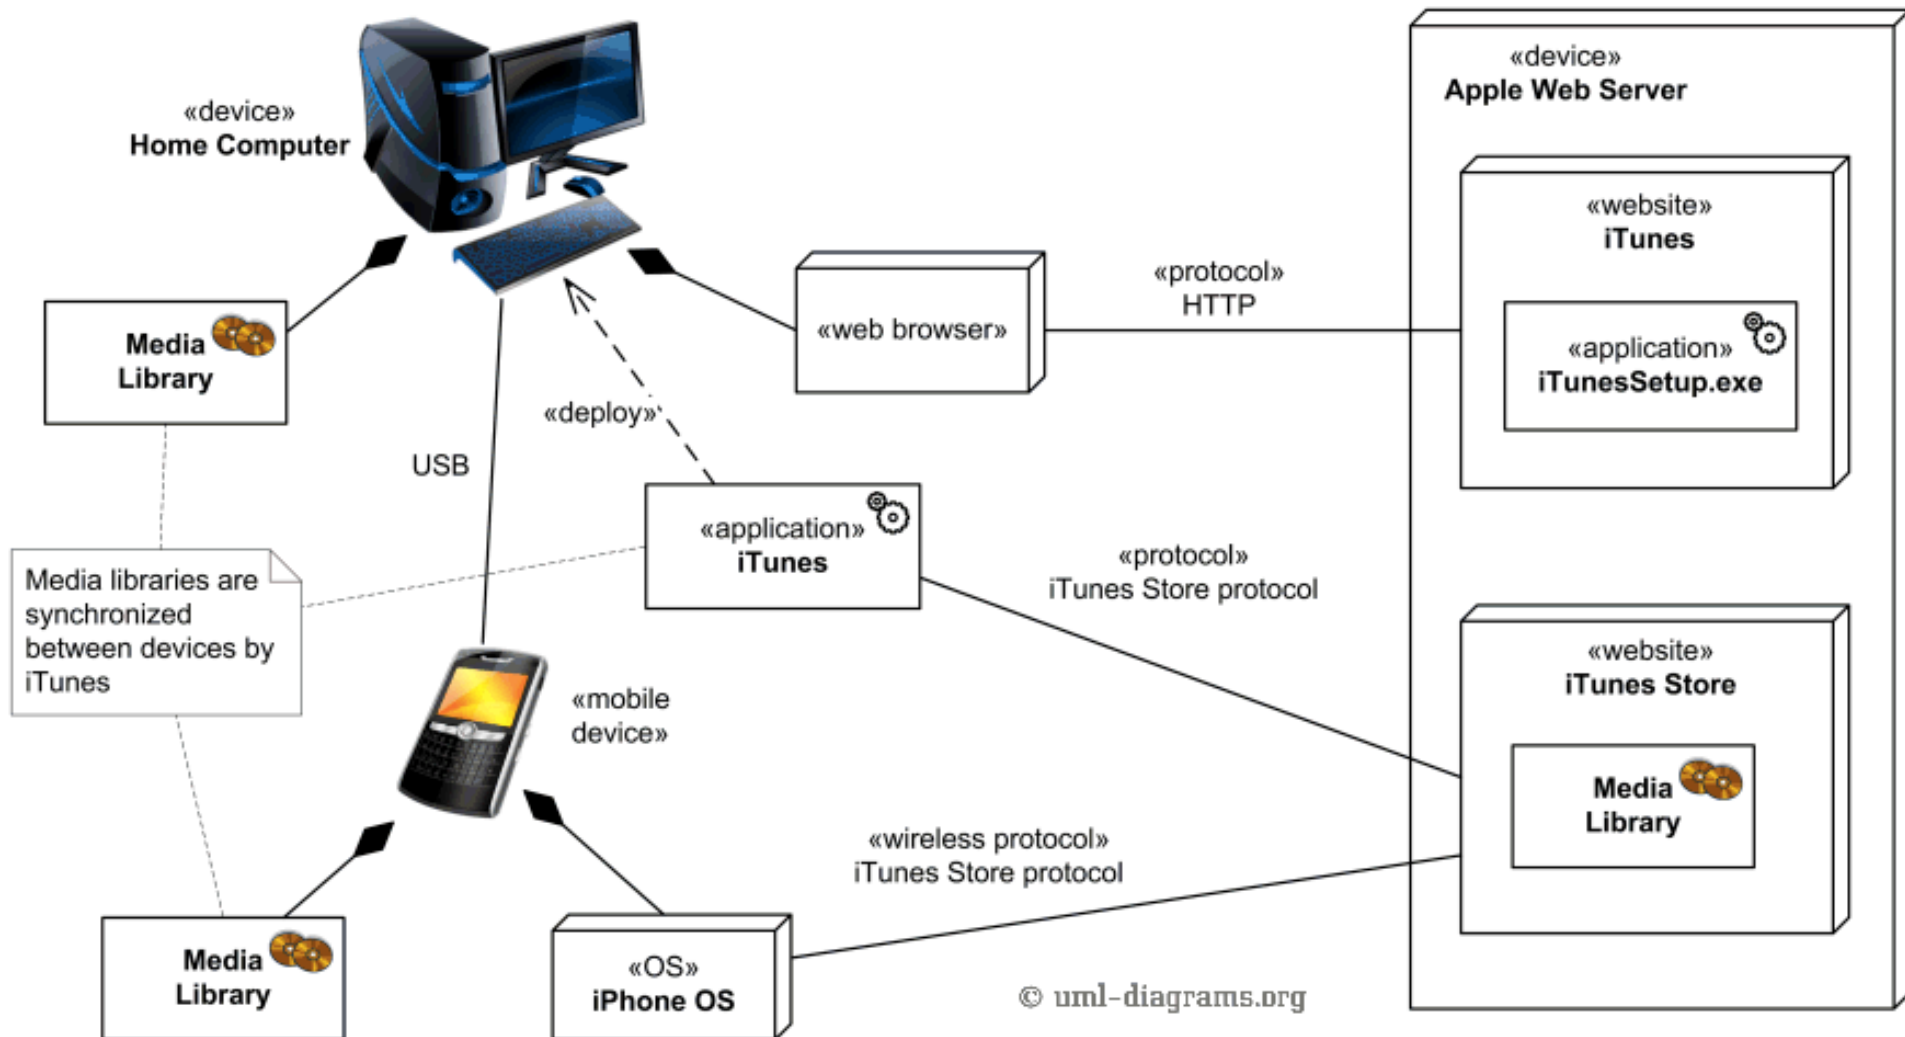 «device»
Home Computer
«device»
Apple Web Server
«website»
iTunes
«application»
iTunesSetup.exe
«protocol»
HTTP
«web browser»
Media
Library
«deploy»
USB
«application»
iTunes
«protocol»
iTunes Store protocol
Media libraries are
synchronized
between devices by
iTunes
«mobile
device»
«website»
iTunes Store
Media
Library
«wireless protocol»
iTunes Store protocol
Media
Library
«OS»
iPhone OS
© uml-diagrams.org